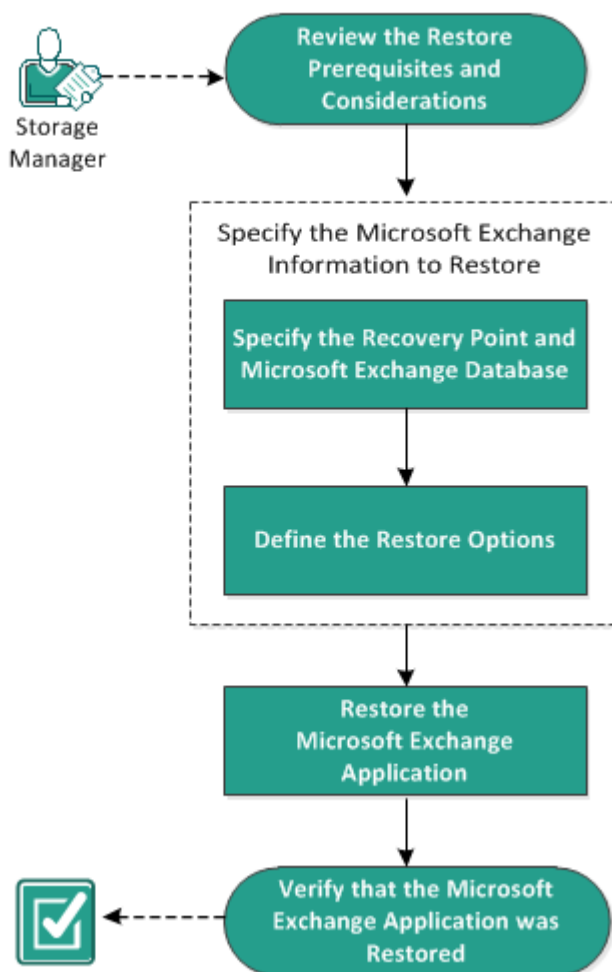 Review the Restore
Prerequisites and
Considerations
Storage
Manager
Specify the Microsoft Exchange
Information to Restore
Specify the Recovery Point and
Microsoft Exchange Database
Define the Restore Options
Restore the
Microsoft Exchange
Application
Verify that the Microsoft
Exchange Application was
Restored